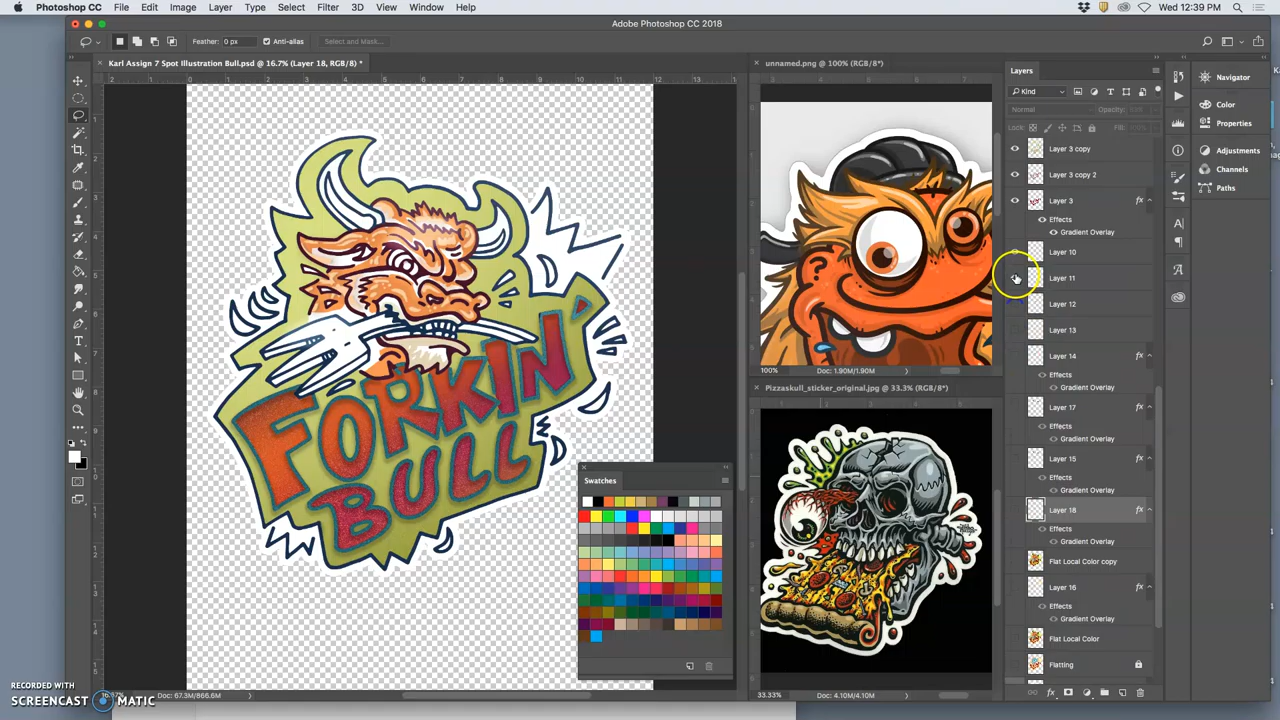 Photoshop CC File Edit Image Layer Type Select Filter 3D View Window Help Wed 12:39 PM
Adobe Photoshop CC 2018
Feather: 0 px Anti-alias Select and Mask...
Karl Assign 7 Spot Illustration Bull.psd @ 16.7% (Layer 18, RGB/8) *
unnamed.png @ 100% (RGB/8*)
Layers
Navigator
Kind
Color
Normal Opacity:
Properties
Lock: Fill:
Adjustments
Layer 3 copy
Channels
Layer 3 copy 2
Paths
Layer 3 fx
Effects
Gradient Overlay
Layer 10
Layer 11
Layer 12
Layer 13
Layer 14 fx
Effects
Gradient Overlay
100% Doc: 1.90M/1.90M
Pizzaskull_sticker_original.jpg @ 33.3% (RGB/8*)
Layer 17 fx
Effects
Gradient Overlay
Layer 15 fx
Effects
Gradient Overlay
Layer 18 fx
Effects
Gradient Overlay
Flat Local Color copy
Layer 16 fx
Effects
Gradient Overlay
Flat Local Color
Flatting
FORKIN'
BULL
Swatches
Doc: 67.3M/866.6M
33.33% Doc: 4.10M/4.10M
RECORDED WITH
SCREENCAST MATIC